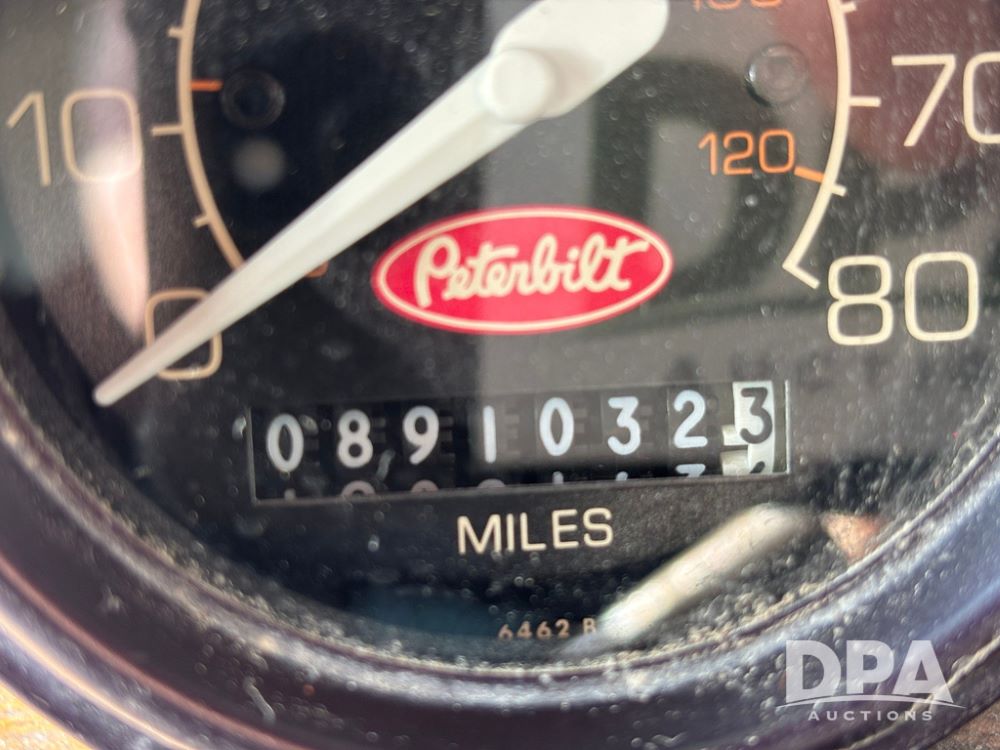 10
70
120
0
80
Peterbilt
0891032 3
MILES
6462 B
DPA
AUCTIONS